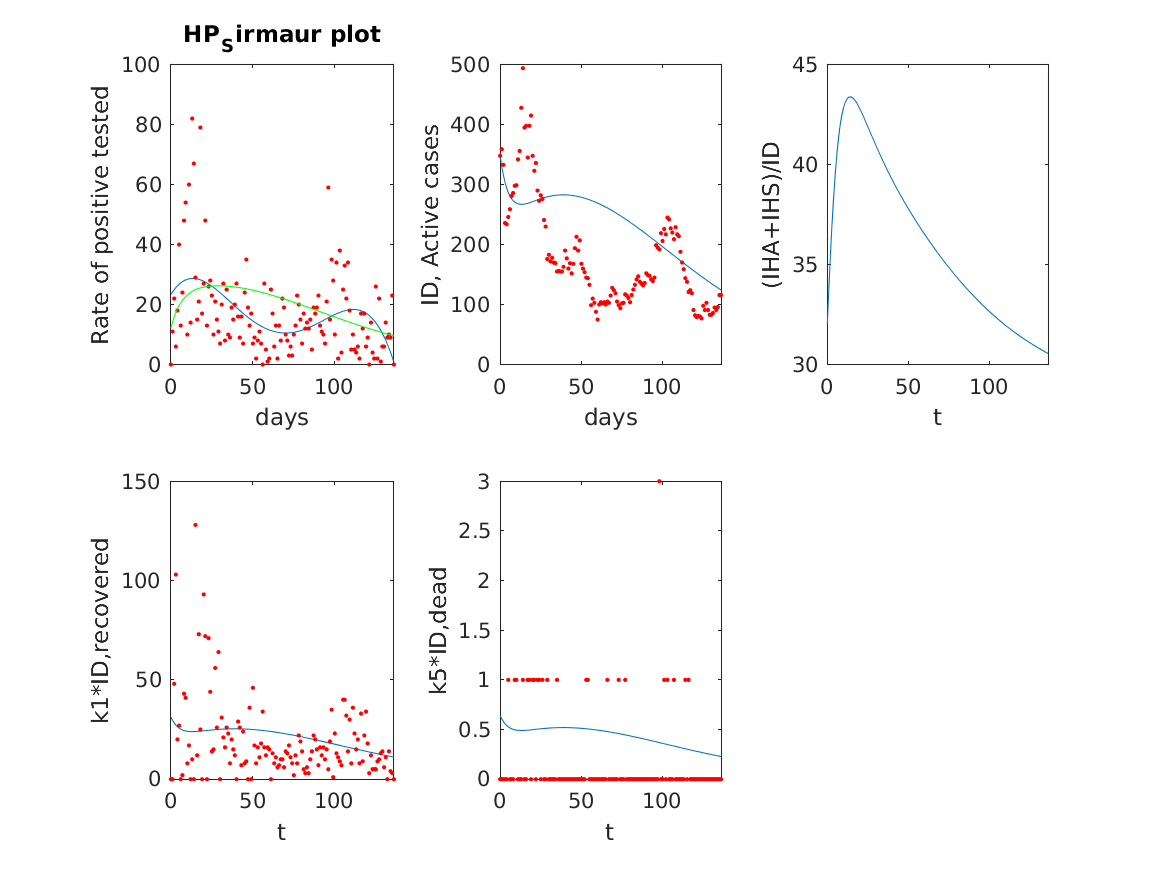 HP_Sirmaur plot
100
80
60
40
20
0
0 50 100
Rate of positive tested
days
500
400
300
200
100
0
0 50 100
ID, Active cases
days
45
40
35
30
0 50 100
(IHA+IHS)/ID
t
150
100
50
0
0 50 100
k1*ID,recovered
t
3
2.5
2
1.5
1
0.5
0
0 50 100
k5*ID,dead
t